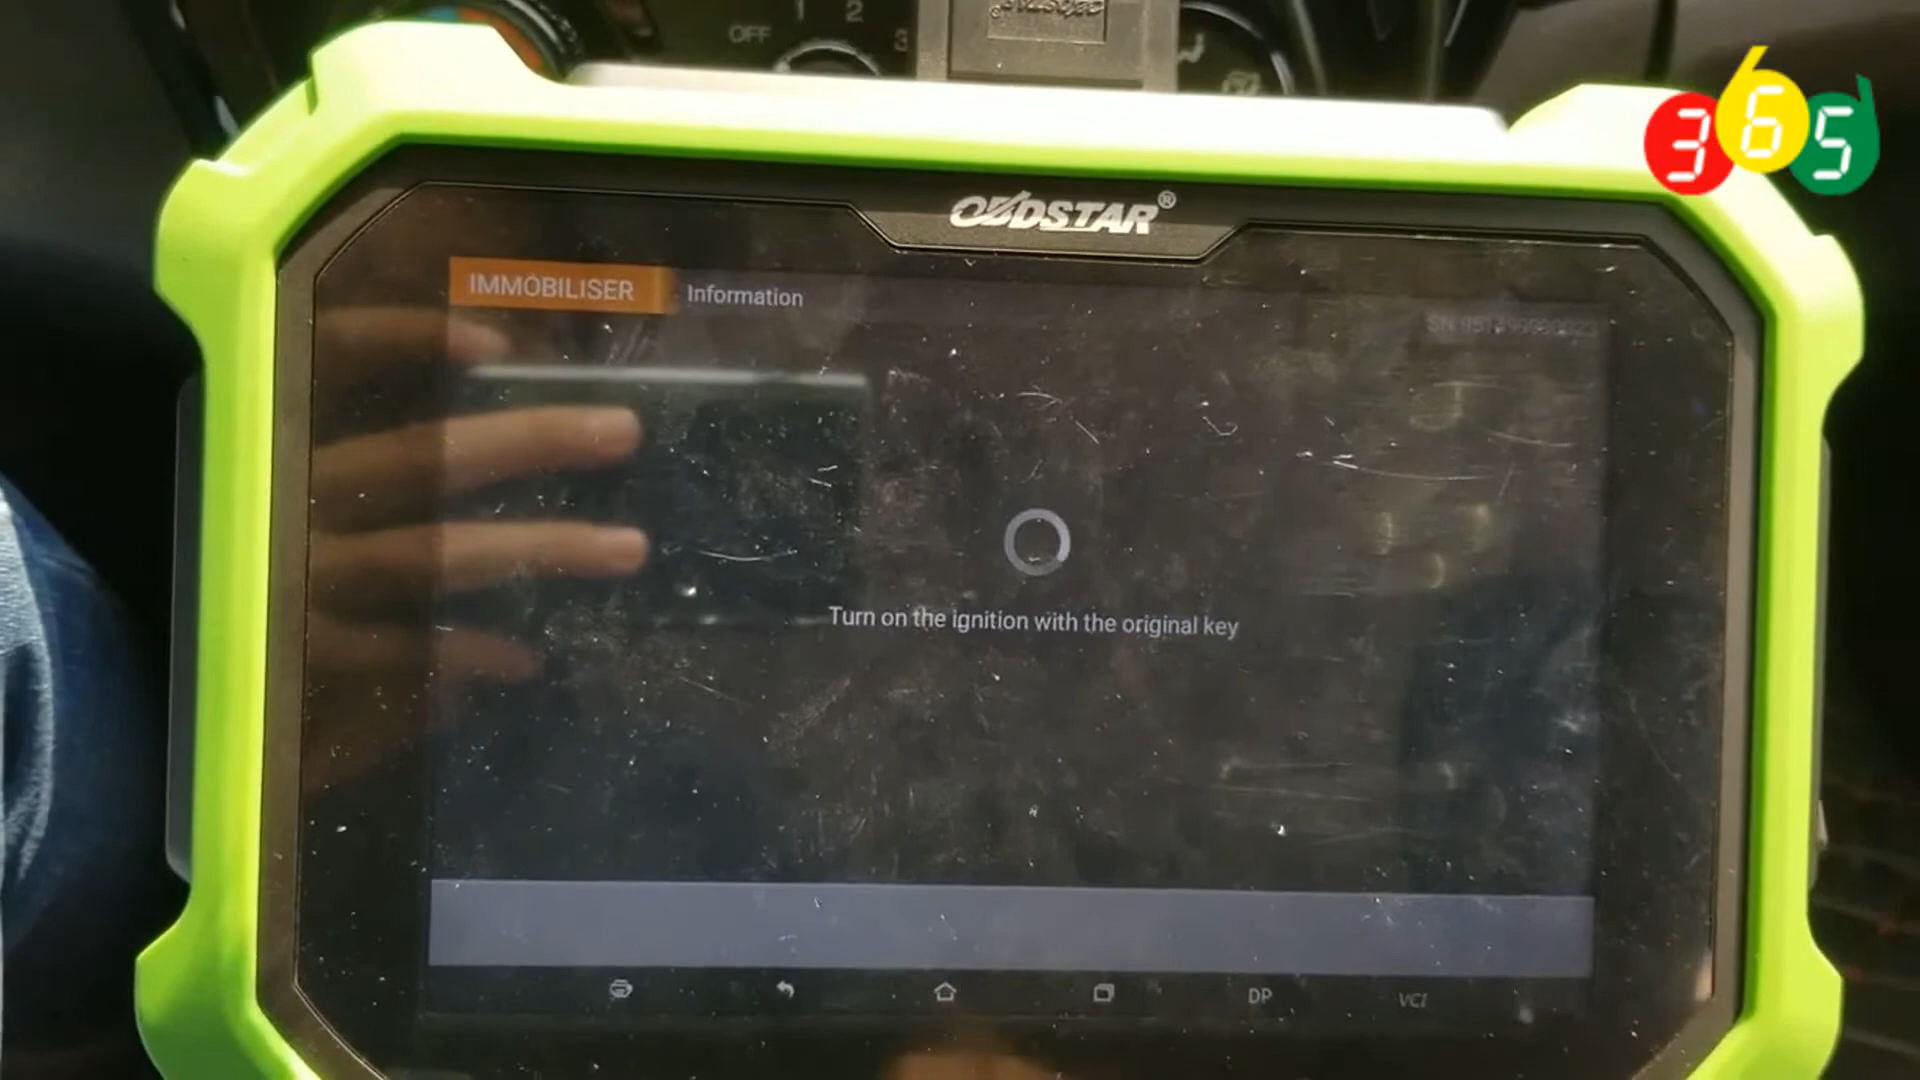 OFF
1
2
3
365
OBDSTAR®
IMMOBILISER
Information
Turn on the ignition with the original key
DP
VCI